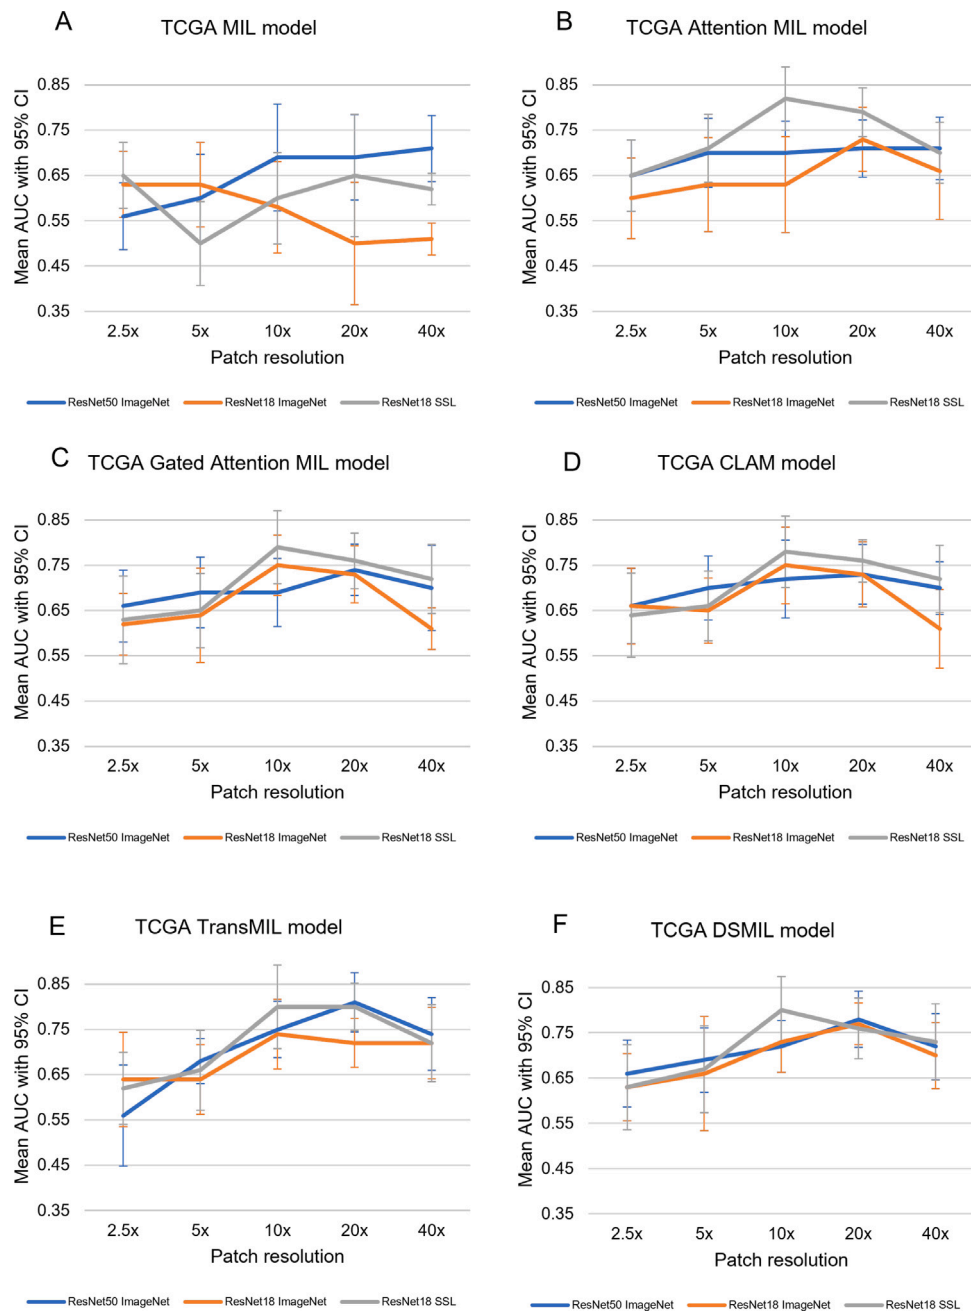 A
TCGA MIL model
Mean AUC with 95% CI
0.85
0.75
0.65
0.55
0.45
0.35
2.5x 5x 10x 20x 40x
Patch resolution
ResNet50 ImageNet ResNet18 ImageNet ResNet18 SSL
B
TCGA Attention MIL model
Mean AUC with 95% CI
0.85
0.75
0.65
0.55
0.45
0.35
2.5x 5x 10x 20x 40x
Patch resolution
ResNet50 ImageNet ResNet18 ImageNet ResNet18 SSL
C
TCGA Gated Attention MIL model
Mean AUC with 95% CI
0.85
0.75
0.65
0.55
0.45
0.35
2.5x 5x 10x 20x 40x
Patch resolution
ResNet50 ImageNet ResNet18 ImageNet ResNet18 SSL
D
TCGA CLAM model
Mean AUC with 95% CI
0.85
0.75
0.65
0.55
0.45
0.35
2.5x 5x 10x 20x 40x
Patch resolution
ResNet50 ImageNet ResNet18 ImageNet ResNet18 SSL
E
TCGA TransMIL model
Mean AUC with 95% CI
0.85
0.75
0.65
0.55
0.45
0.35
2.5x 5x 10x 20x 40x
Patch resolution
ResNet50 ImageNet ResNet18 ImageNet ResNet18 SSL
F
TCGA DSMIL model
Mean AUC with 95% CI
0.85
0.75
0.65
0.55
0.45
0.35
2.5x 5x 10x 20x 40x
Patch resolution
ResNet50 ImageNet ResNet18 ImageNet ResNet18 SSL